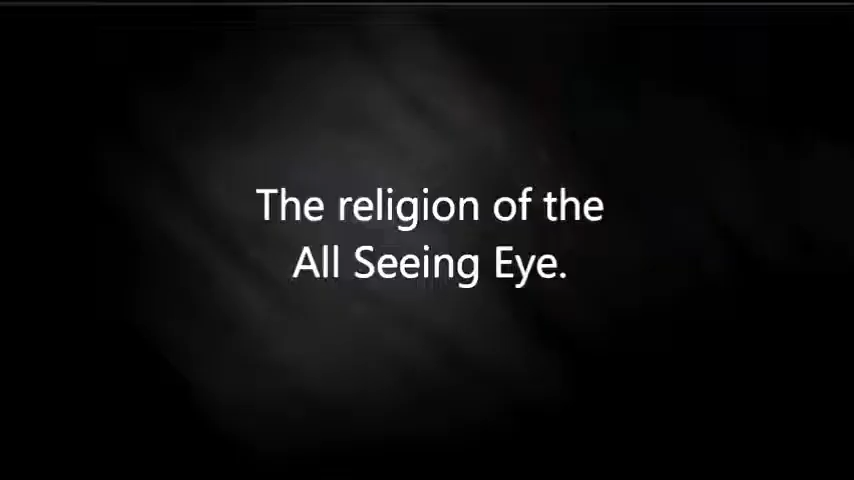 The religion of the
All Seeing Eye.